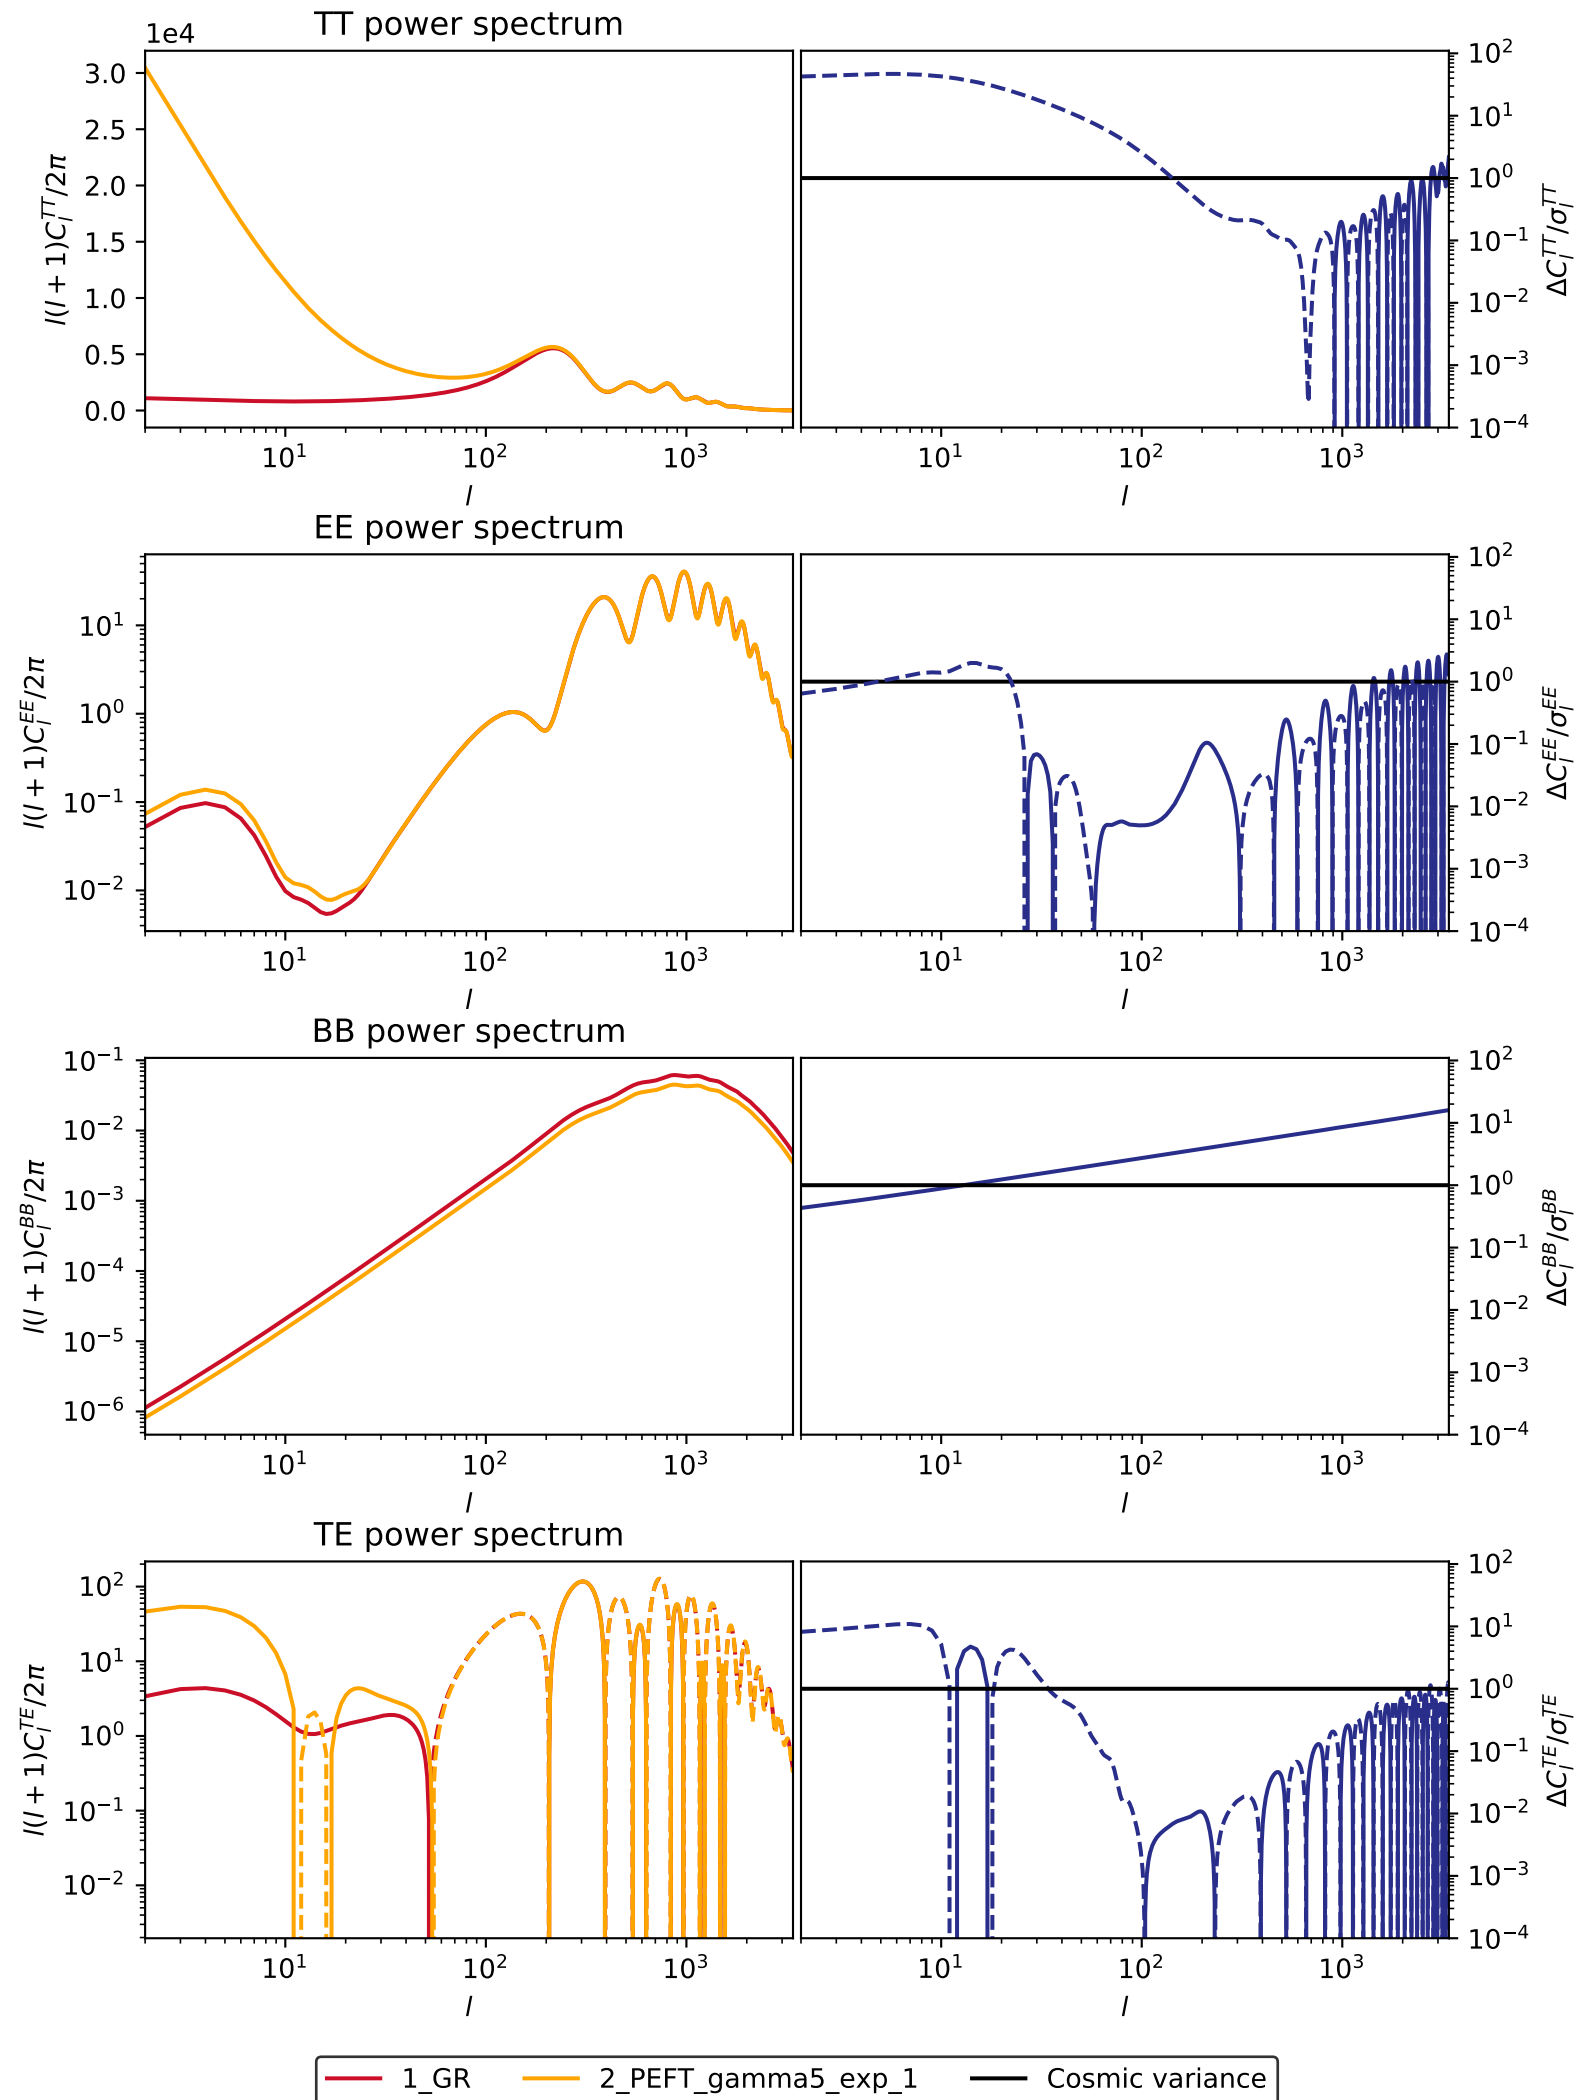 TT power spectrum
1e4
3.0
2.5
2.0
1.5
1.0
0.5
0.0
l(l + 1)C_l^{TT}/2π
10^1 10^2 10^3
l
10^2
10^1
10^0
10^{-1}
10^{-2}
10^{-3}
10^{-4}
ΔC_l^{TT}/σ_l^{TT}
10^1 10^2 10^3
l
EE power spectrum
10^1
10^0
10^{-1}
10^{-2}
l(l + 1)C_l^{EE}/2π
10^1 10^2 10^3
l
10^2
10^1
10^0
10^{-1}
10^{-2}
10^{-3}
10^{-4}
ΔC_l^{EE}/σ_l^{EE}
10^1 10^2 10^3
l
BB power spectrum
10^{-1}
10^{-2}
10^{-3}
10^{-4}
10^{-5}
10^{-6}
l(l + 1)C_l^{BB}/2π
10^1 10^2 10^3
l
10^2
10^1
10^0
10^{-1}
10^{-2}
10^{-3}
10^{-4}
ΔC_l^{BB}/σ_l^{BB}
10^1 10^2 10^3
l
TE power spectrum
10^2
10^1
10^0
10^{-1}
10^{-2}
l(l + 1)C_l^{TE}/2π
10^1 10^2 10^3
l
10^2
10^1
10^0
10^{-1}
10^{-2}
10^{-3}
10^{-4}
ΔC_l^{TE}/σ_l^{TE}
10^1 10^2 10^3
l
1_GR 2_PEFT_gamma5_exp_1 Cosmic variance